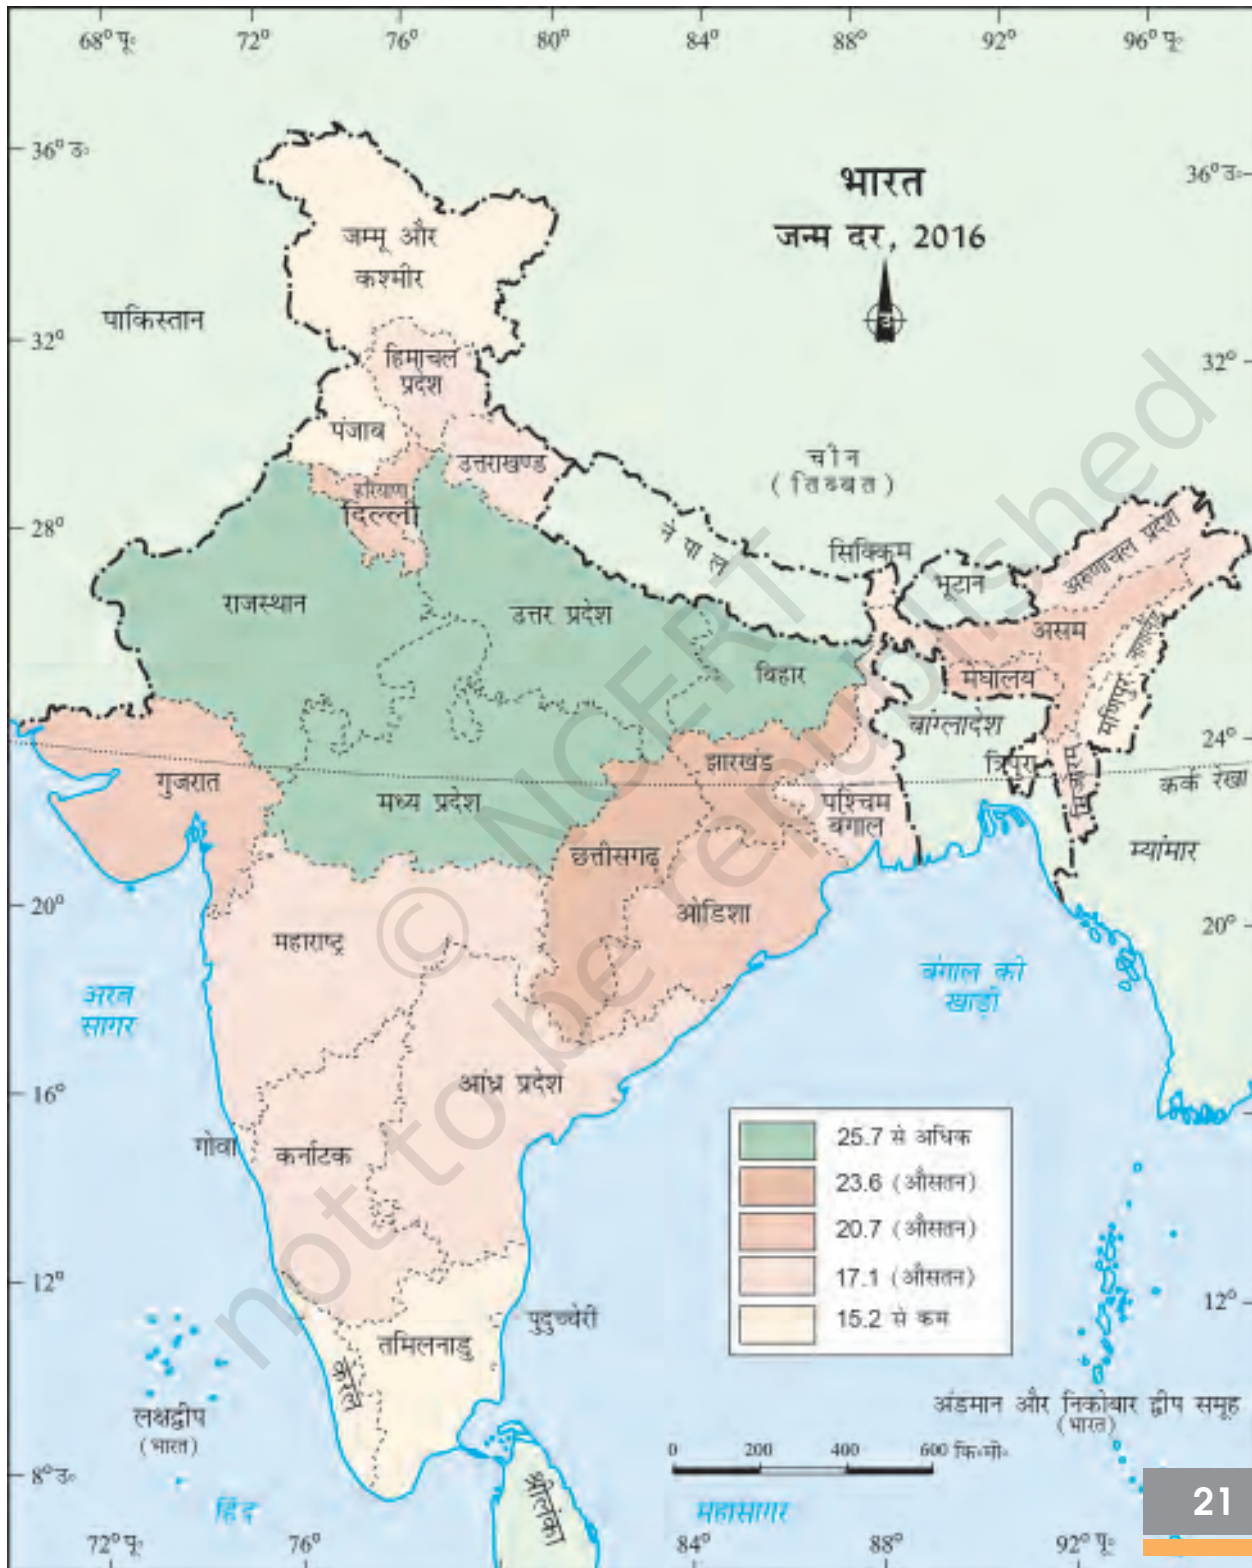 68° पू॰ 72° 76° 80° 84° 88° 92° 96° पू॰
36° उ॰
36° उ॰
भारत
जन्म दर, 2016
उ
जम्मू और
कश्मीर
पाकिस्तान
32°
32°
हिमाचल
प्रदेश
पंजाब
उत्तराखण्ड
चीन
(तिब्बत)
हरियाणा
दिल्ली
28°
नेपाल
सिक्किम
भूटान
अरुणाचल प्रदेश
राजस्थान
उत्तर प्रदेश
असम
नागालैंड
बिहार
मेघालय
मणिपुर
बांग्लादेश
24°
झारखंड
त्रिपुरा
मिज़ोरम
कर्क रेखा
गुजरात
मध्य प्रदेश
पश्चिम
बंगाल
छत्तीसगढ़
म्यांमार
20°
20°
ओडिशा
महाराष्ट्र
अरब
सागर
बंगाल की
खाड़ी
आंध्र प्रदेश
16°
गोवा
कर्नाटक
25.7 से अधिक
23.6 (औसतन)
20.7 (औसतन)
17.1 (औसतन)
15.2 से कम
12°
12°
पुदुच्चेरी
तमिलनाडु
केरल
लक्षद्वीप
(भारत)
अंडमान और निकोबार द्वीप समूह
(भारत)
0 200 400 600 कि॰मी॰
8° उ॰
श्रीलंका
हिंद
महासागर
21
72° पू॰ 76° 84° 88° 92° पू॰
© NCERT
not to be republished